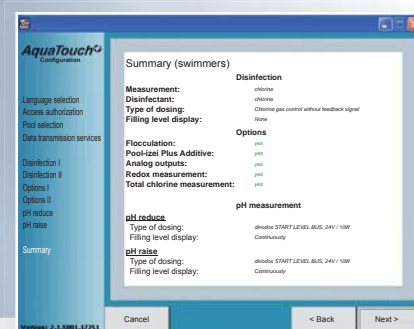 AquaTouch
Configuration
Language selection
Access authorization
Pool selection
Data transmission services
Disinfection I
Disinfection II
Options I
Options II
pH reduce
pH raise
Summary
Version: 2.1.5001.17251
Summary (swimmers)
Disinfection
Measurement: chlorine
Disinfectant: chlorine
Type of dosing: Chlorine gas control without feedback signal
Filling level display: None
Options
Flocculation: yes
Pool-izei Plus Additive: yes
Analog outputs: yes
Redox measurement: yes
Total chlorine measurement: yes
pH measurement
pH reduce
Type of dosing: dinodos START LEVEL BUS, 24V / 10W
Filling level display: Continuously
pH raise
Type of dosing: dinodos START LEVEL BUS, 24V / 10W
Filling level display: Continuously
Cancel
< Back
Next >